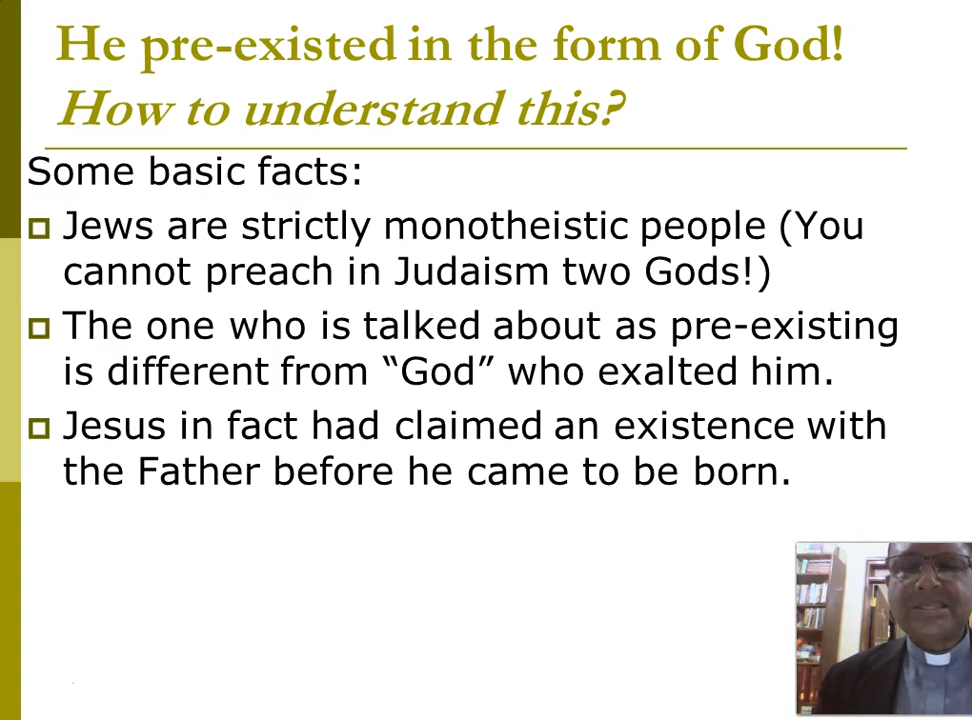 He pre-existed in the form of God!
How to understand this?
Some basic facts:
Jews are strictly monotheistic people (You
cannot preach in Judaism two Gods!)
The one who is talked about as pre-existing
is different from “God” who exalted him.
Jesus in fact had claimed an existence with
the Father before he came to be born.